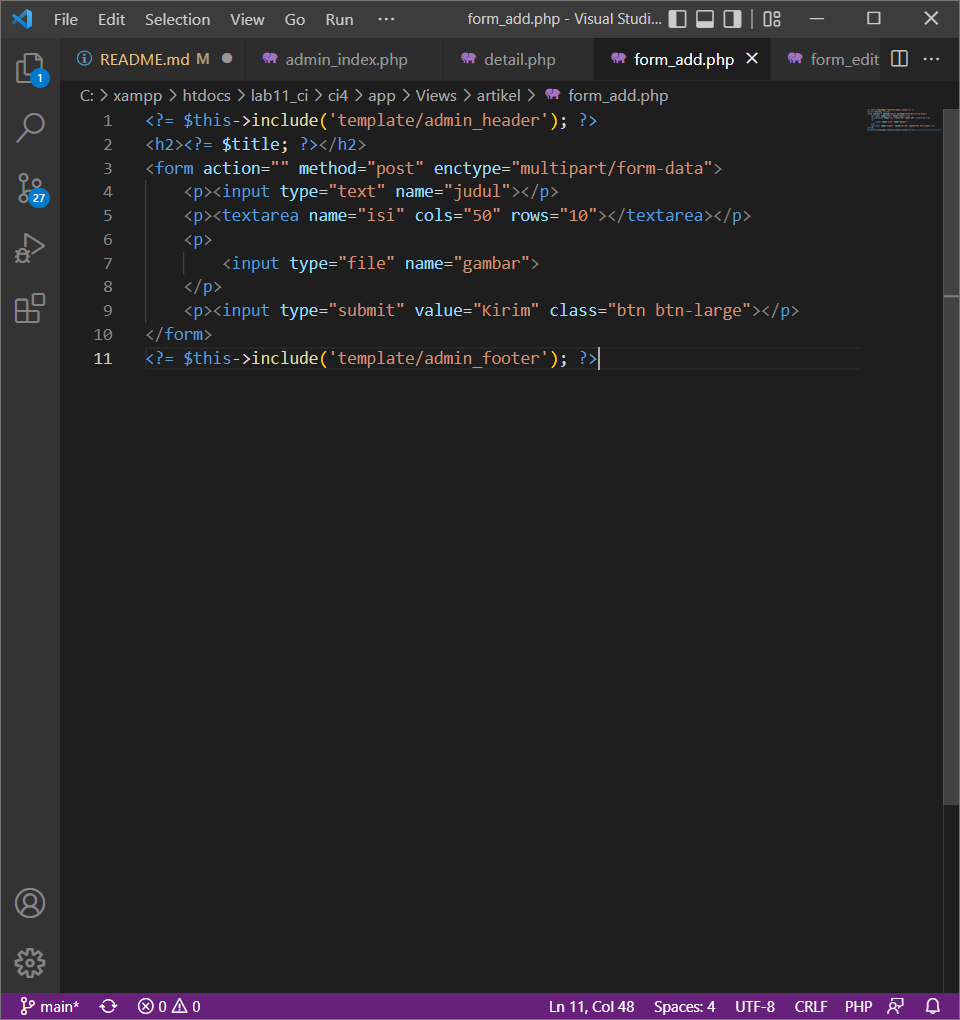 File Edit Selection View Go Run ··· form_add.php - Visual Studi...
README.md M admin_index.php detail.php form_add.php form_edit ···
C: > xampp > htdocs > lab11_ci > ci4 > app > Views > artikel > form_add.php
1 <?= $this->include('template/admin_header'); ?>
2 <h2><?= $title; ?></h2>
3 <form action="" method="post" enctype="multipart/form-data">
4 <p><input type="text" name="judul"></p>
5 <p><textarea name="isi" cols="50" rows="10"></textarea></p>
6 <p>
7 <input type="file" name="gambar">
8 </p>
9 <p><input type="submit" value="Kirim" class="btn btn-large"></p>
10 </form>
11 <?= $this->include('template/admin_footer'); ?>
1
27
main* 0 0 Ln 11, Col 48 Spaces: 4 UTF-8 CRLF PHP